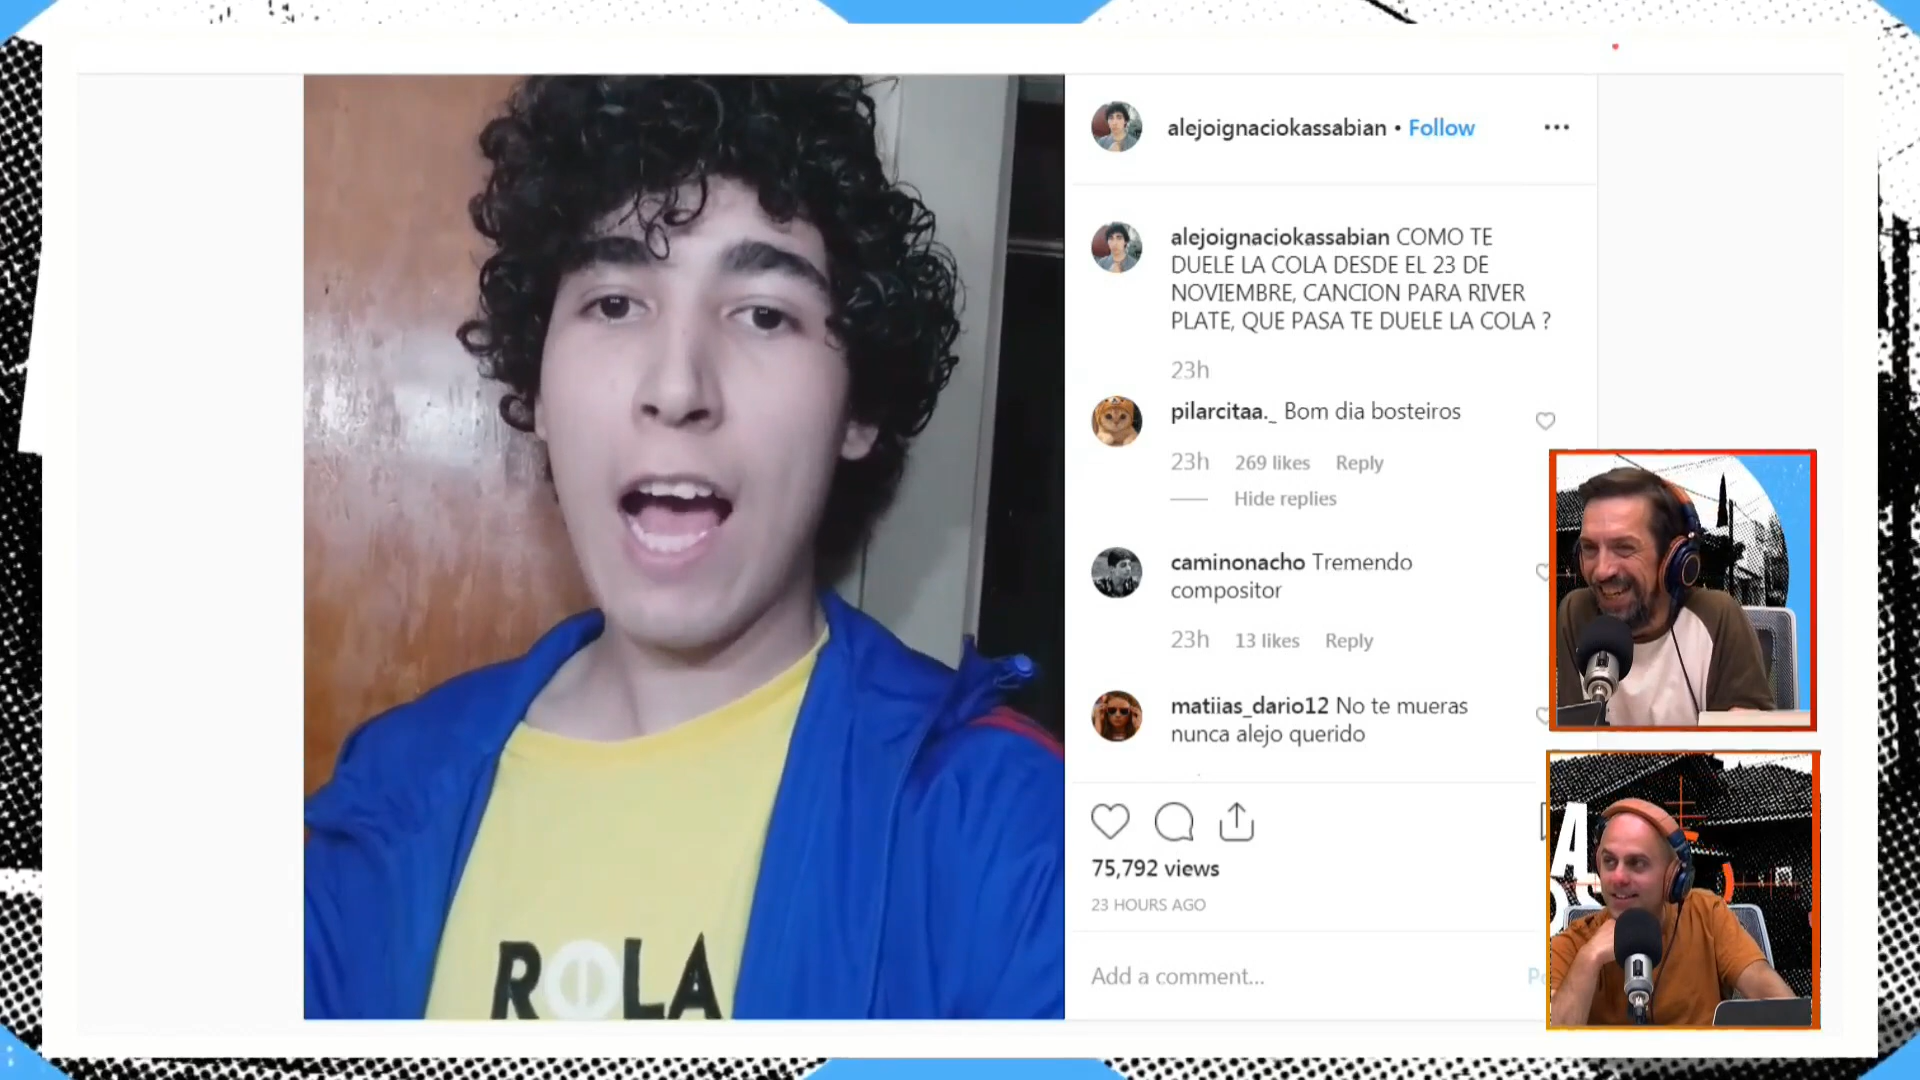 alejoignaciokassabian • Follow
alejoignaciokassabian COMO TE
DUELE LA COLA DESDE EL 23 DE
NOVIEMBRE, CANCION PARA RIVER
PLATE, QUE PASA TE DUELE LA COLA ?
23h
pilarcitaa._ Bom dia bosteiros
23h 269 likes Reply
Hide replies
caminonacho Tremendo
compositor
23h 13 likes Reply
matiias_dario12 No te mueras
nunca alejo querido
75,792 views
23 HOURS AGO
Add a comment...
ROLA